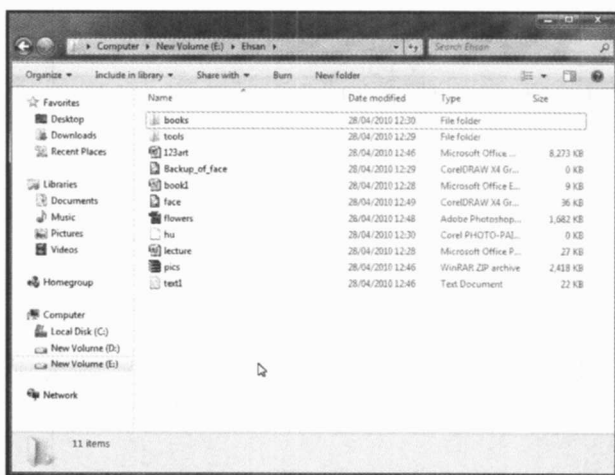 Computer ▸ New Volume (E:) ▸ Ehsan
Search Ehsan
Organize Include in library Share with Burn New folder
Favorites
Desktop
Downloads
Recent Places
Libraries
Documents
Music
Pictures
Videos
Homegroup
Computer
Local Disk (C:)
New Volume (D:)
New Volume (E:)
Network
Name Date modified Type Size
books 28/04/2010 12:30 File folder
tools 28/04/2010 12:29 File folder
123art 28/04/2010 12:46 Microsoft Office ... 8,273 KB
Backup_of_face 28/04/2010 12:29 CorelDRAW X4 Gr... 0 KB
book1 28/04/2010 12:28 Microsoft Office E... 9 KB
face 28/04/2010 12:49 CorelDRAW X4 Gr... 36 KB
flowers 28/04/2010 12:48 Adobe Photoshop... 1,682 KB
hu 28/04/2010 12:30 Corel PHOTO-PAI... 0 KB
lecture 28/04/2010 12:28 Microsoft Office P... 27 KB
pics 28/04/2010 12:46 WinRAR ZIP archive 2,418 KB
text1 28/04/2010 12:46 Text Document 22 KB
11 items